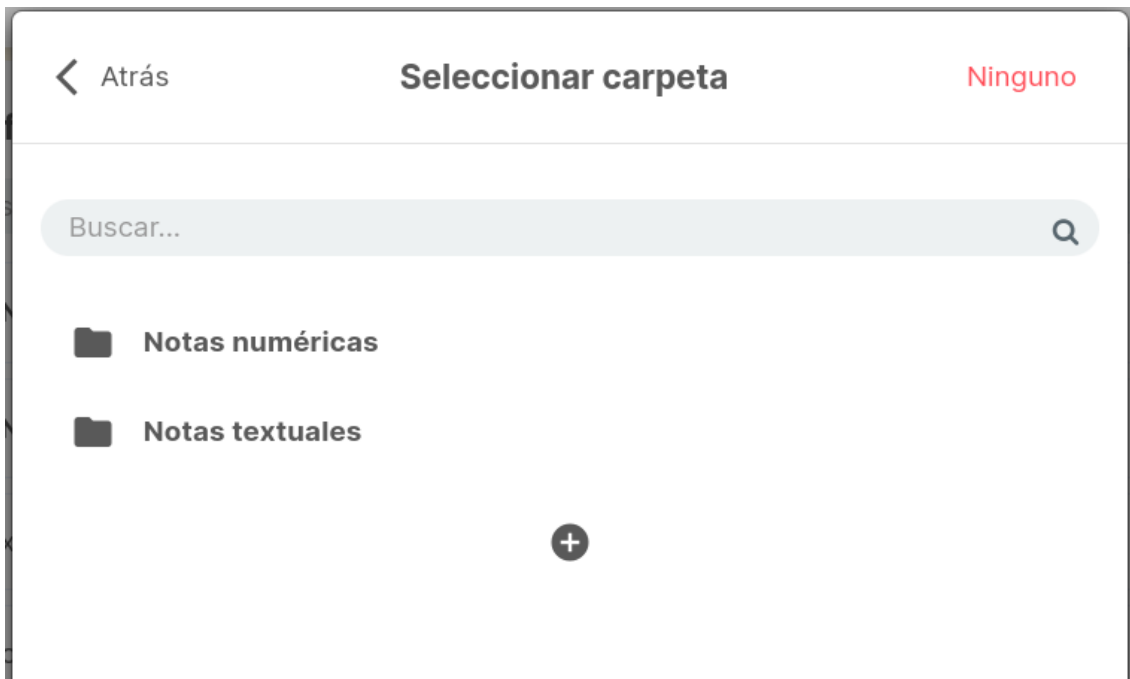 Atrás
Seleccionar carpeta
Ninguno
Buscar...
Notas numéricas
Notas textuales